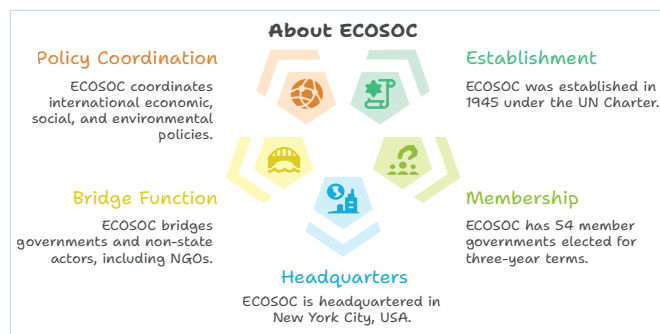 About ECOSOC
Policy Coordination
ECOSOC coordinates
international economic,
social, and environmental
policies.
Establishment
ECOSOC was established in
1945 under the UN Charter.
Bridge Function
ECOSOC bridges
governments and non-state
actors, including NGOs.
Membership
ECOSOC has 54 member
governments elected for
three-year terms.
Headquarters
ECOSOC is headquartered in
New York City, USA.